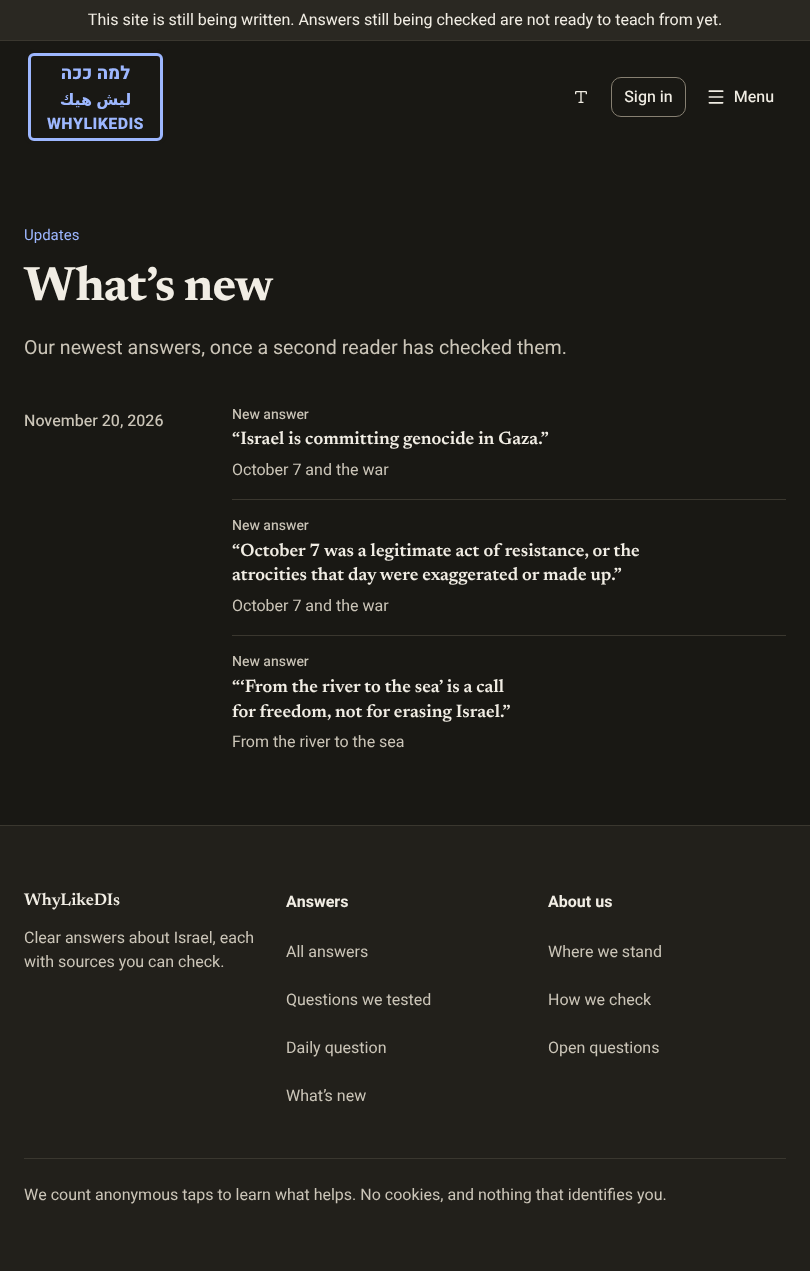 This site is still being written. Answers still being checked are not ready to teach from yet.
למה ככה
ليش هيك
WHYLIKEDIS
T
Sign in
Menu
Updates
What’s new
Our newest answers, once a second reader has checked them.
November 20, 2026
New answer
“Israel is committing genocide in Gaza.”
October 7 and the war
New answer
“October 7 was a legitimate act of resistance, or the
atrocities that day were exaggerated or made up.”
October 7 and the war
New answer
“‘From the river to the sea’ is a call
for freedom, not for erasing Israel.”
From the river to the sea
WhyLikeDIs
Clear answers about Israel, each
with sources you can check.
Answers
All answers
Questions we tested
Daily question
What’s new
About us
Where we stand
How we check
Open questions
We count anonymous taps to learn what helps. No cookies, and nothing that identifies you.